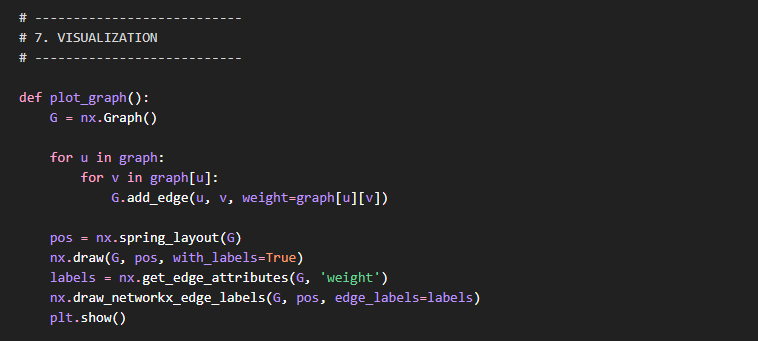 # ---------------------------
# 7. VISUALIZATION
# ---------------------------
def plot_graph():
    G = nx.Graph()
    for u in graph:
        for v in graph[u]:
            G.add_edge(u, v, weight=graph[u][v])
    pos = nx.spring_layout(G)
    nx.draw(G, pos, with_labels=True)
    labels = nx.get_edge_attributes(G, 'weight')
    nx.draw_networkx_edge_labels(G, pos, edge_labels=labels)
    plt.show()